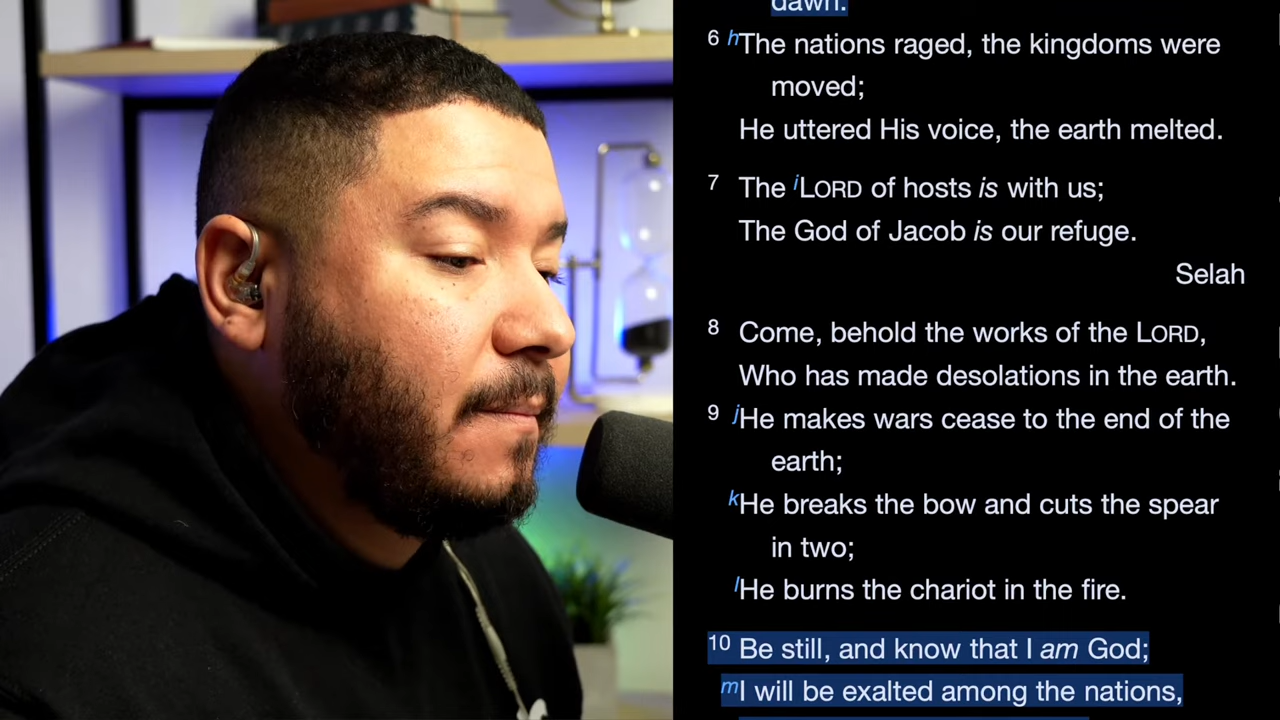 dawn.
6 hThe nations raged, the kingdoms were
moved;
He uttered His voice, the earth melted.
7 The iLORD of hosts is with us;
The God of Jacob is our refuge.
Selah
8 Come, behold the works of the LORD,
Who has made desolations in the earth.
9 jHe makes wars cease to the end of the
earth;
kHe breaks the bow and cuts the spear
in two;
lHe burns the chariot in the fire.
10 Be still, and know that I am God;
mI will be exalted among the nations,